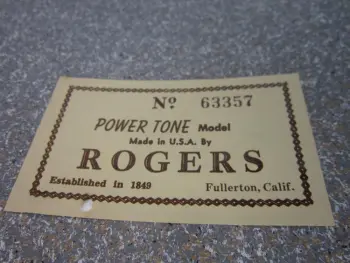 Nº 63357
POWER TONE Model
Made in U.S.A. By
ROGERS
Established in 1849 Fullerton, Calif.